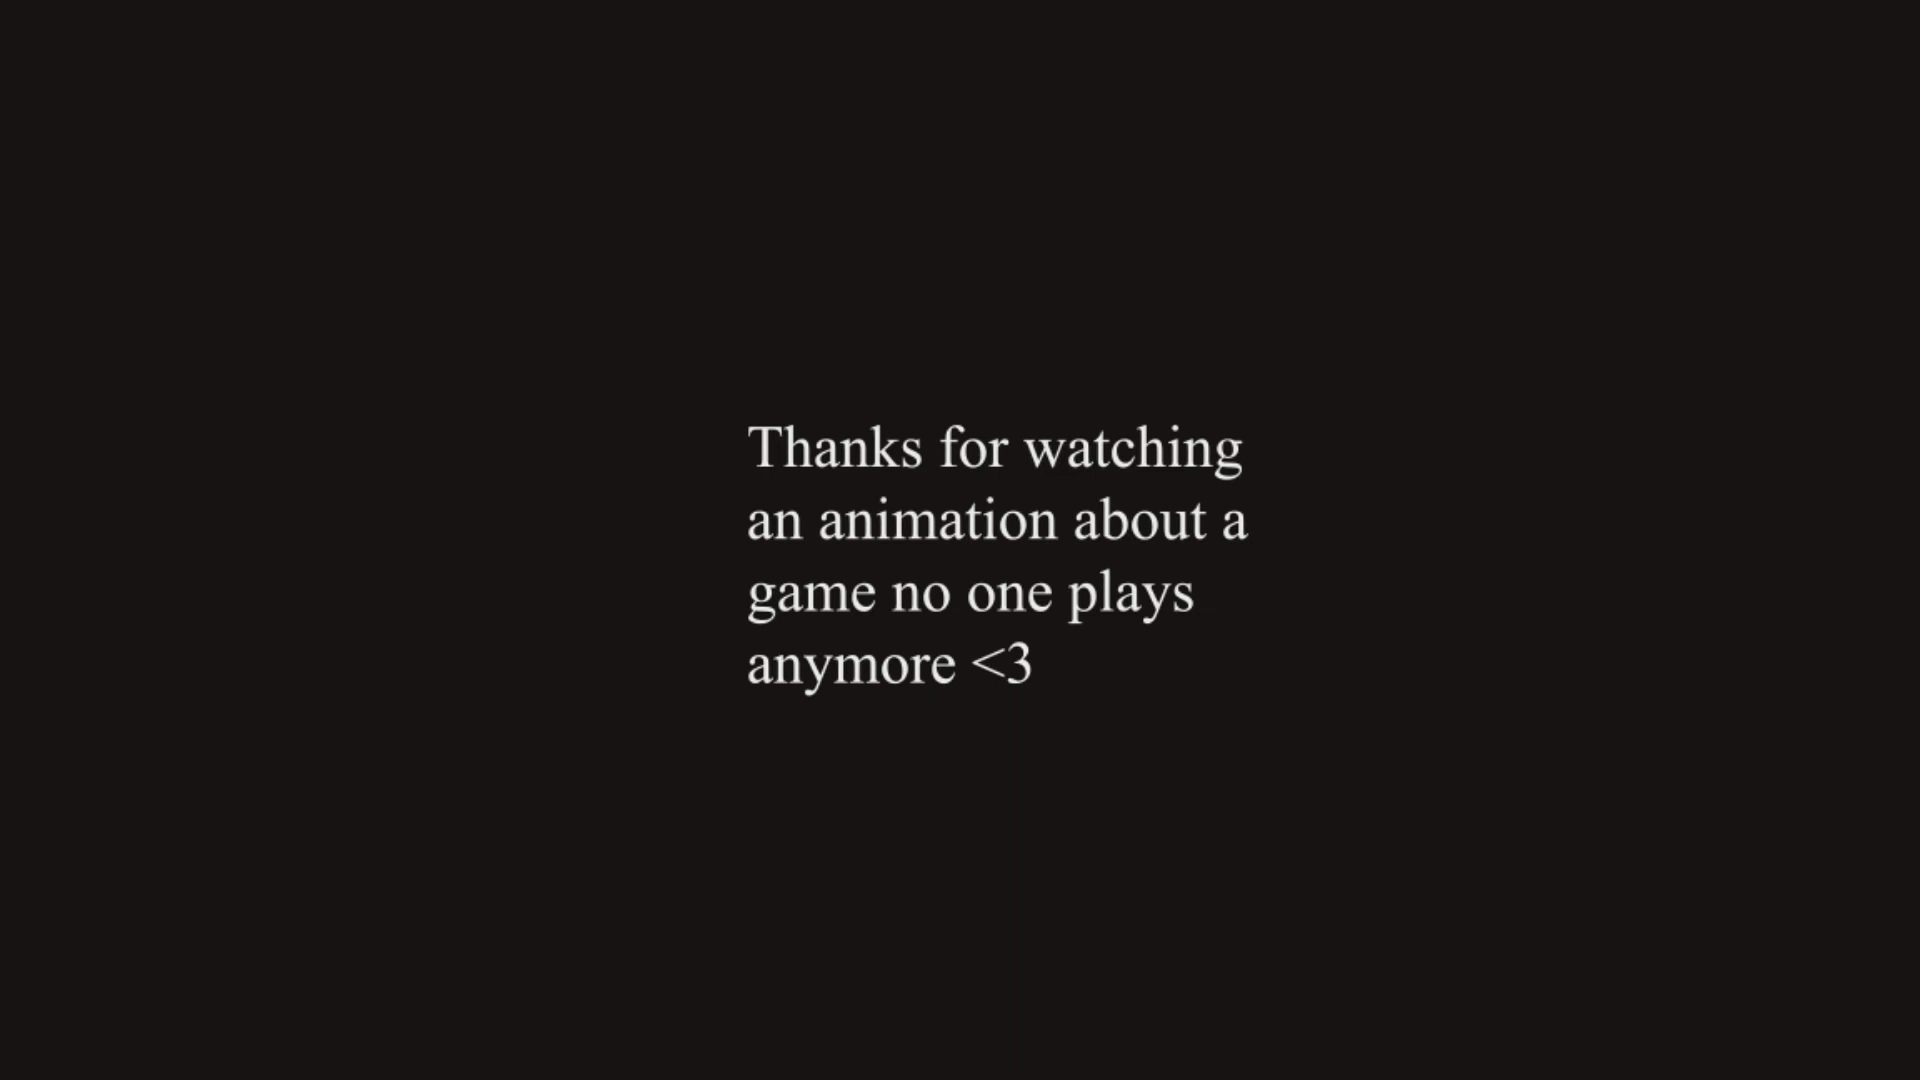 Thanks for watching
an animation about a
game no one plays
anymore <3